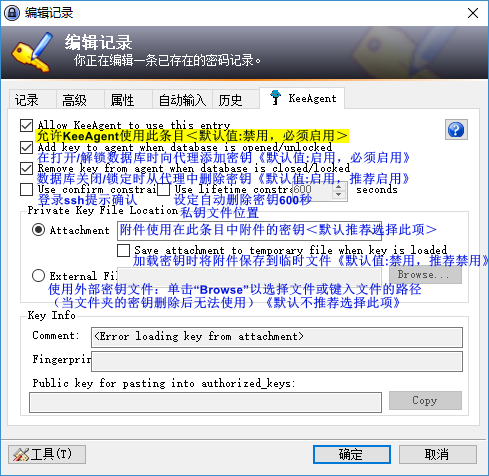 编辑记录
编辑记录
你正在编辑一条已存在的密码记录。
记录 高级 属性 自动输入 历史 KeeAgent
Allow KeeAgent to use this entry
允许KeeAgent使用此条目＜默认值:禁用，必须启用＞
Add key to agent when database is opened/unlocked
在打开/解锁数据库时向代理添加密钥《默认值:启用，必须启用》
Remove key from agent when database is closed/locked
数据库关闭/锁定时从代理中删除密钥《默认值:启用，推荐启用》
Use confirm constrai Use lifetime constra 600 seconds
登录ssh提示确认 设定自动删除密钥600秒
Private Key File Location
私钥文件位置
Attachment
附件使用在此条目中附件的密钥＜默认推荐选择此项＞
Save attachment to temporary file when key is loaded
加载密钥时将附件保存到临时文件《默认值:禁用，推荐禁用》
External Fi Browse...
使用外部密钥文件：单击“Browse”以选择文件或键入文件的路径
（当文件夹的密钥删除后无法使用）《默认不推荐选择此项》
Key Info
Comment: <Error loading key from attachment>
Fingerprin
Public key for pasting into authorized_keys:
Copy
工具(T) 确定 取消